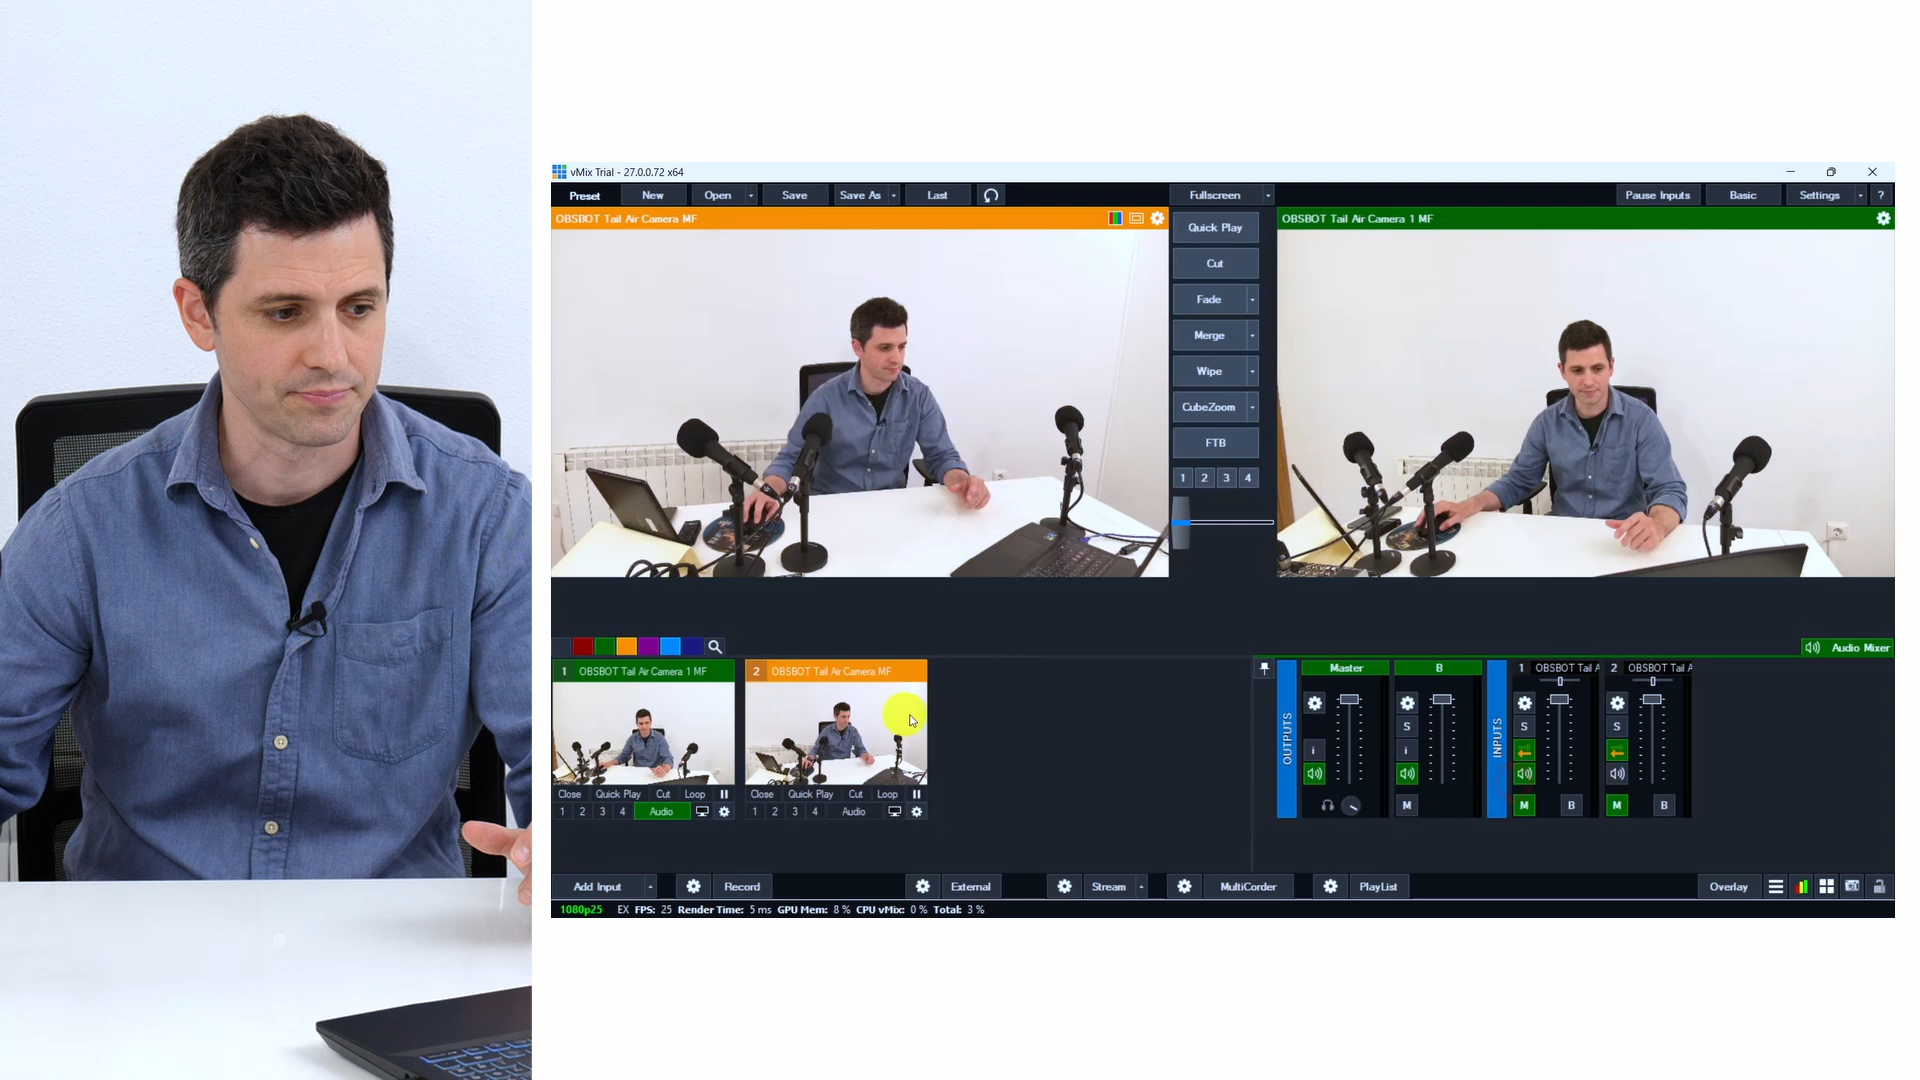 vMix Trial - 27.0.0.72 x64
Preset New Open Save Save As Last Fullscreen Pause Inputs Basic Settings ?
OBSBOT Tail Air Camera MF
OBSBOT Tail Air Camera 1 MF
Quick Play
Cut
Fade
Merge
Wipe
CubeZoom
FTB
1 2 3 4
Audio Mixer
1 OBSBOT Tail Air Camera 1 MF
2 OBSBOT Tail Air Camera MF
Close Quick Play Cut Loop
1 2 3 4 Audio
Close Quick Play Cut Loop
1 2 3 4 Audio
OUTPUTS
Master
B
INPUTS
1 OBSBOT Tail A
2 OBSBOT Tail A
S S S
i i
M M B M B
Add Input Record External Stream MultiCorder PlayList Overlay
1080p25 EX FPS: 25 Render Time: 5 ms GPU Mem: 8 % CPU vMix: 0 % Total: 3 %